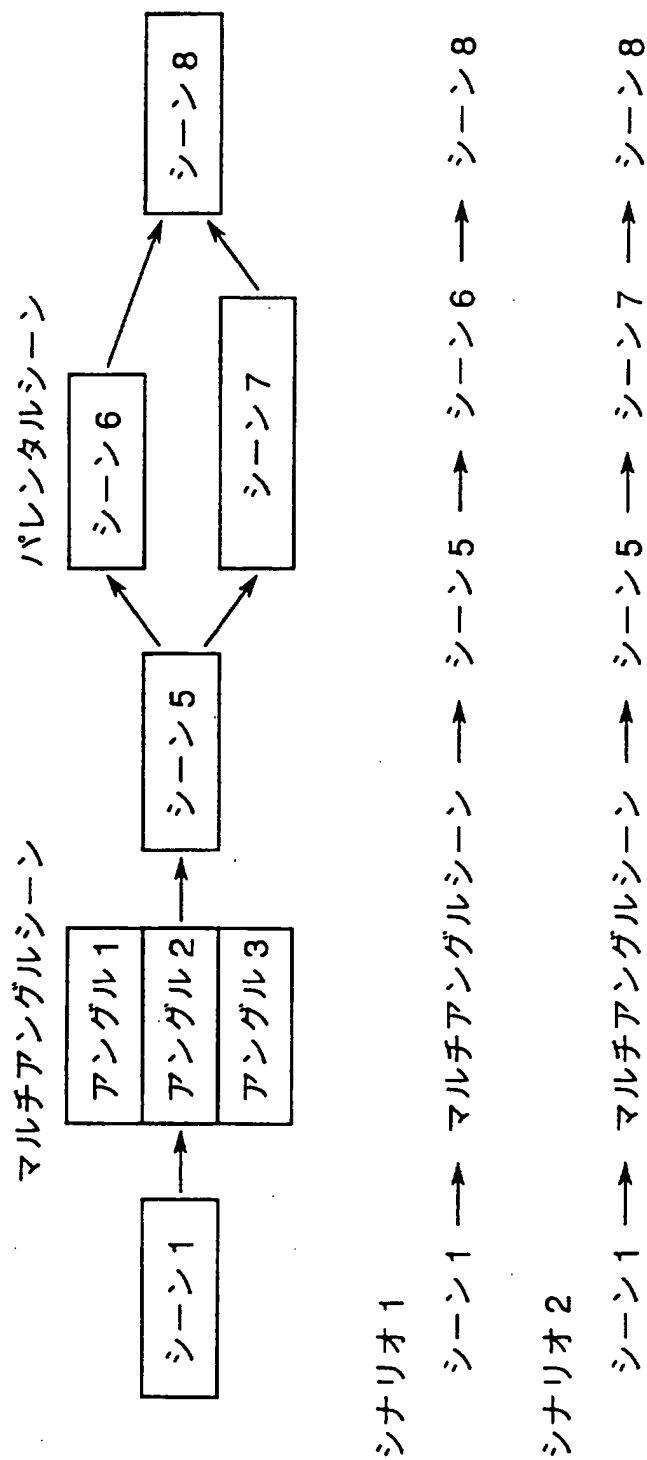 マルチアングルシーン
パレンタルシーン
シーン1
アングル1
アングル2
アングル3
シーン5
シーン6
シーン7
シーン8
シナリオ1
シーン1 → マルチアングルシーン → シーン5 → シーン6 → シーン8
シナリオ2
シーン1 → マルチアングルシーン → シーン5 → シーン7 → シーン8